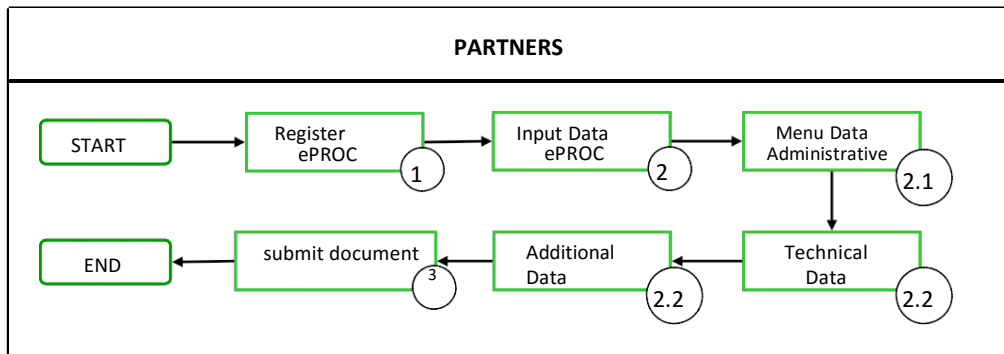 PARTNERS
START
Register
ePROC
1
Input Data
ePROC
2
Menu Data
Administrative
2.1
Technical
Data
2.2
Additional
Data
2.2
submit document
3
END